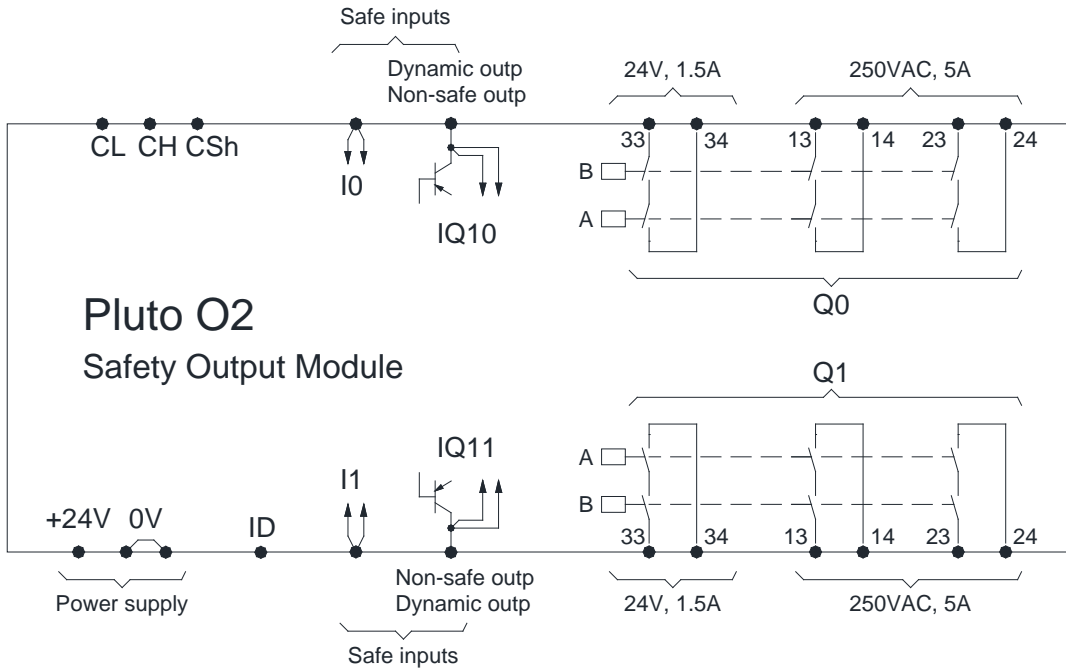 Safe inputs
Dynamic outp
Non-safe outp
24V, 1.5A
250VAC, 5A
CL CH CSh
I0
IQ10
33 34 13 14 23 24
B
A
Q0
Pluto O2
Safety Output Module
Q1
IQ11
I1
A
B
+24V 0V
ID
33 34 13 14 23 24
Power supply
Non-safe outp
Dynamic outp
24V, 1.5A
250VAC, 5A
Safe inputs